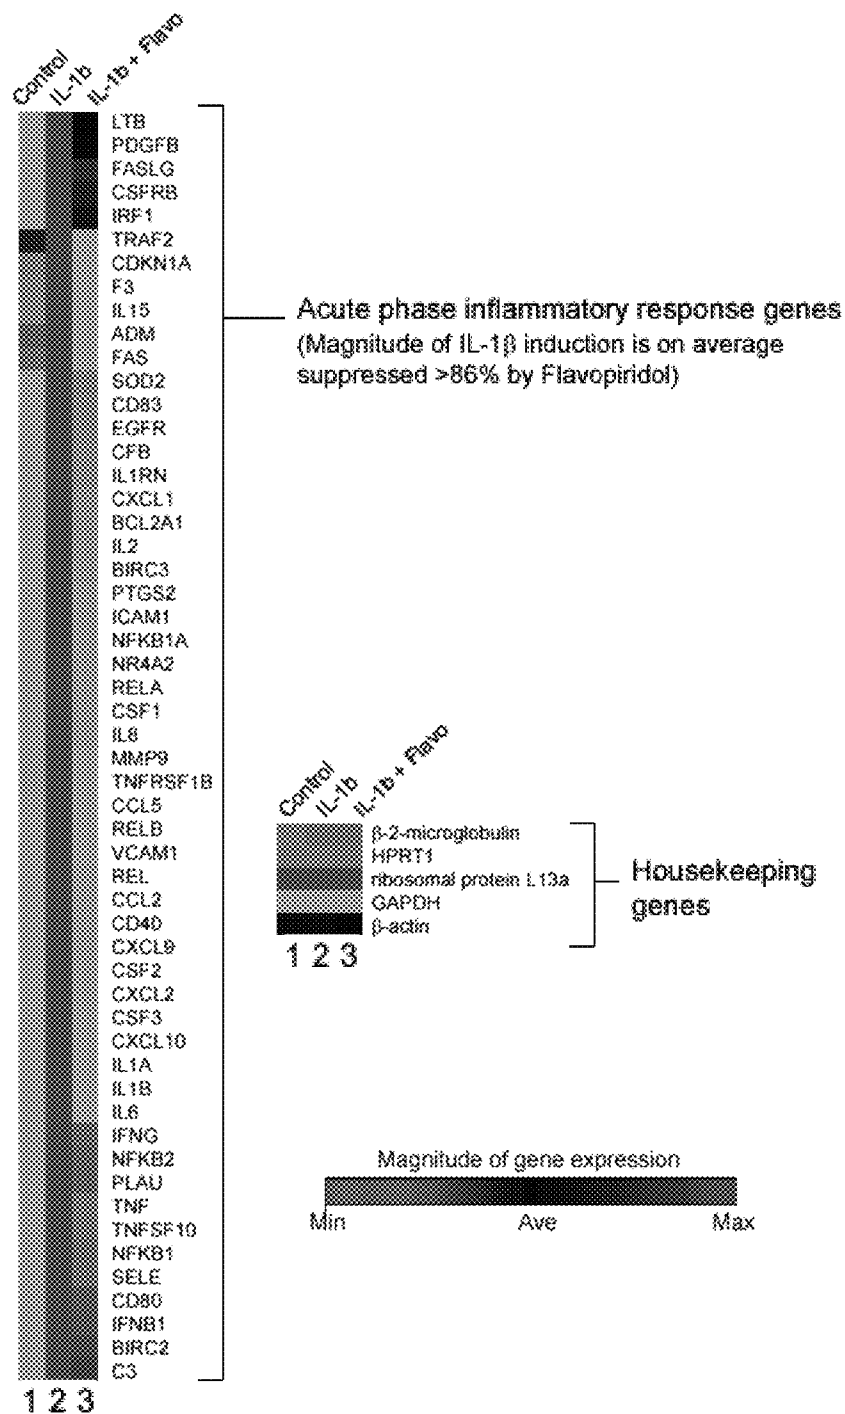 Control
IL-1b
IL-1b + Flavo
LTB
PDGFB
FASLG
CSFRB
IRF1
TRAF2
CDKN1A
F3
IL15
ADM
FAS
SOD2
CD83
EGFR
CFB
IL1RN
CXCL1
BCL2A1
IL2
BIRC3
PTGS2
ICAM1
NFKB1A
NR4A2
RELA
CSF1
IL8
MMP9
TNFRSF1B
CCL5
RELB
VCAM1
REL
CCL2
CD40
CXCL9
CSF2
CXCL2
CSF3
CXCL10
IL1A
IL1B
IL6
IFNG
NFKB2
PLAU
TNF
TNFSF10
NFKB1
SELE
CD80
IFNB1
BIRC2
C3
1 2 3
Acute phase inflammatory response genes
(Magnitude of IL-1β induction is on average
suppressed >86% by Flavopiridol)
Control
IL-1b
IL-1b + Flavo
β-2-microglobulin
HPRT1
ribosomal protein L13a
GAPDH
β-actin
1 2 3
Housekeeping
genes
Magnitude of gene expression
Min Ave Max